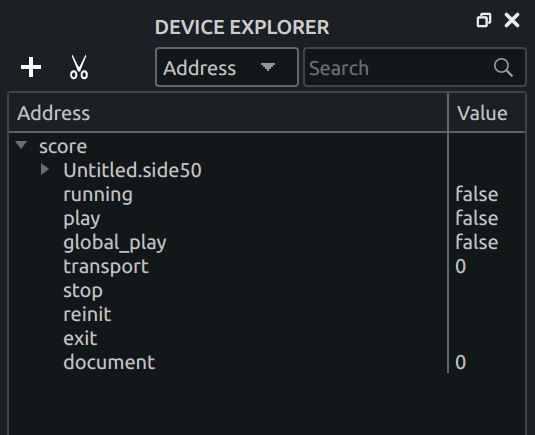 DEVICE EXPLORER
Address Search
Address Value
score
Untitled.side50
running false
play false
global_play false
transport 0
stop
reinit
exit
document 0